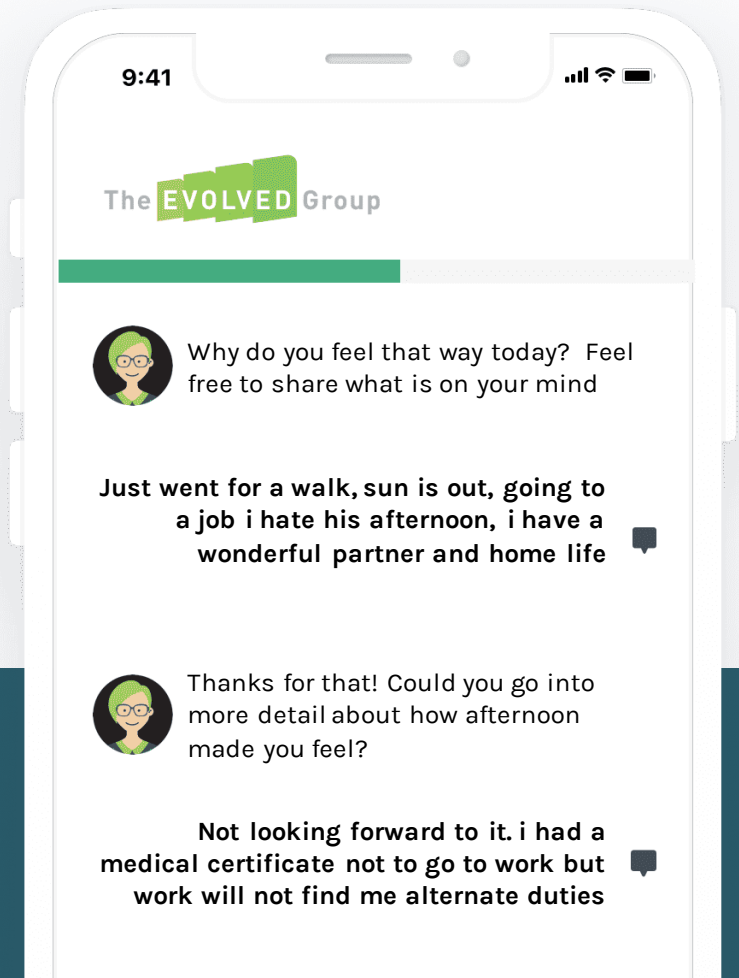 9:41
The EVOLVED Group
Why do you feel that way today?  Feel
free to share what is on your mind
Just went for a walk, sun is out, going to
a job i hate his afternoon, i have a
wonderful partner and home life
Thanks for that! Could you go into
more detail about how afternoon
made you feel?
Not looking forward to it. i had a
medical certificate not to go to work but
work will not find me alternate duties